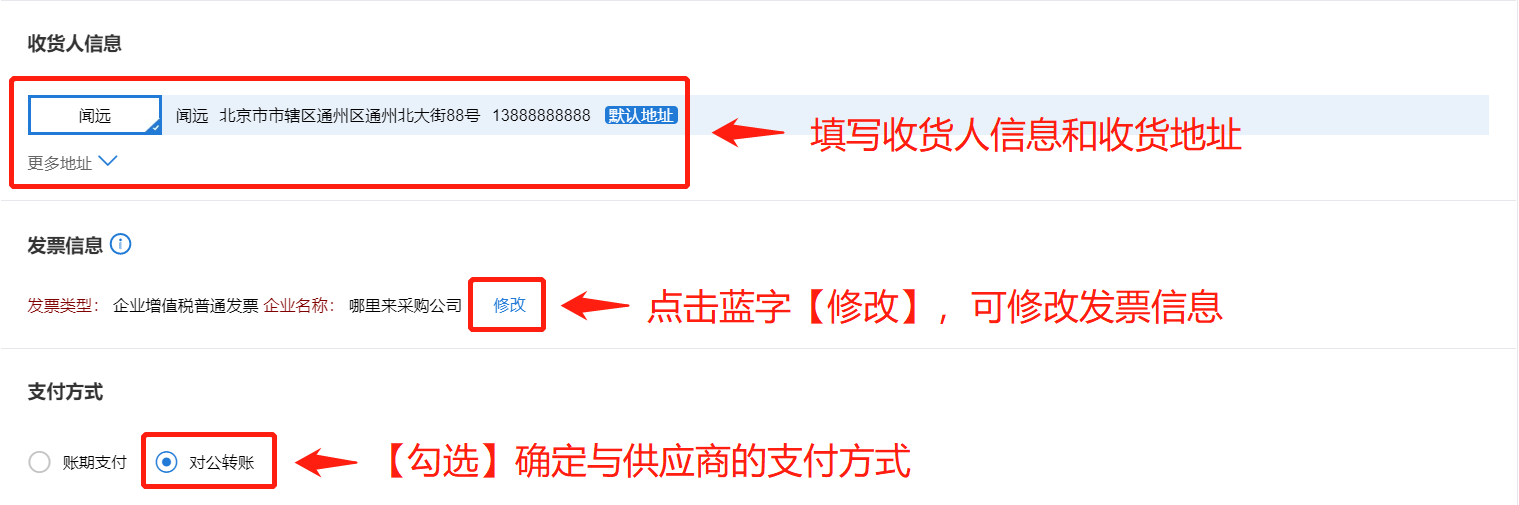 收货人信息
闻远 闻远 北京市市辖区通州区通州北大街88号 13888888888 默认地址
填写收货人信息和收货地址
更多地址
发票信息
发票类型： 企业增值税普通发票 企业名称： 哪里来采购公司 修改
点击蓝字【修改】，可修改发票信息
支付方式
账期支付 对公转账
【勾选】确定与供应商的支付方式